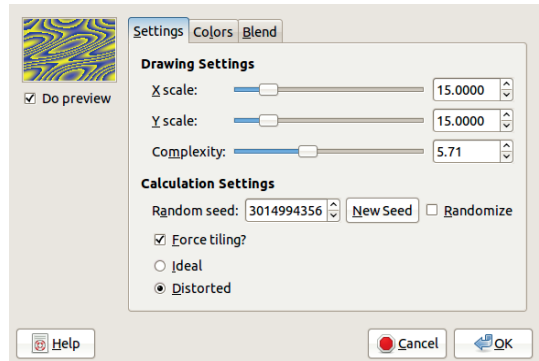 Settings Colors Blend
Do preview
Drawing Settings
X scale: 15.0000
Y scale: 15.0000
Complexity: 5.71
Calculation Settings
Random seed: 3014994356 New Seed Randomize
Force tiling?
Ideal
Distorted
Help Cancel OK